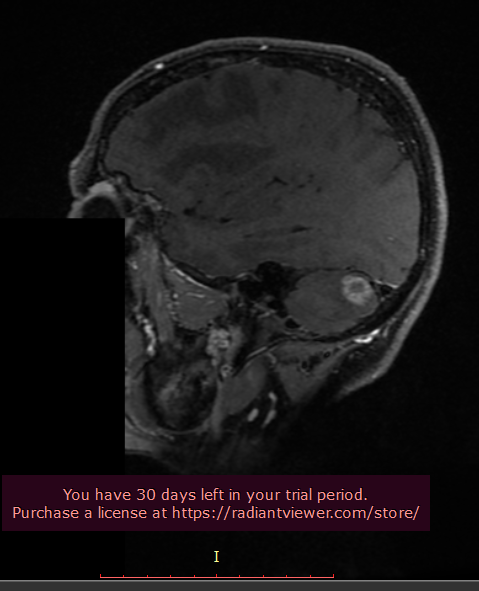 You have 30 days left in your trial period.
Purchase a license at https://radiantviewer.com/store/
I